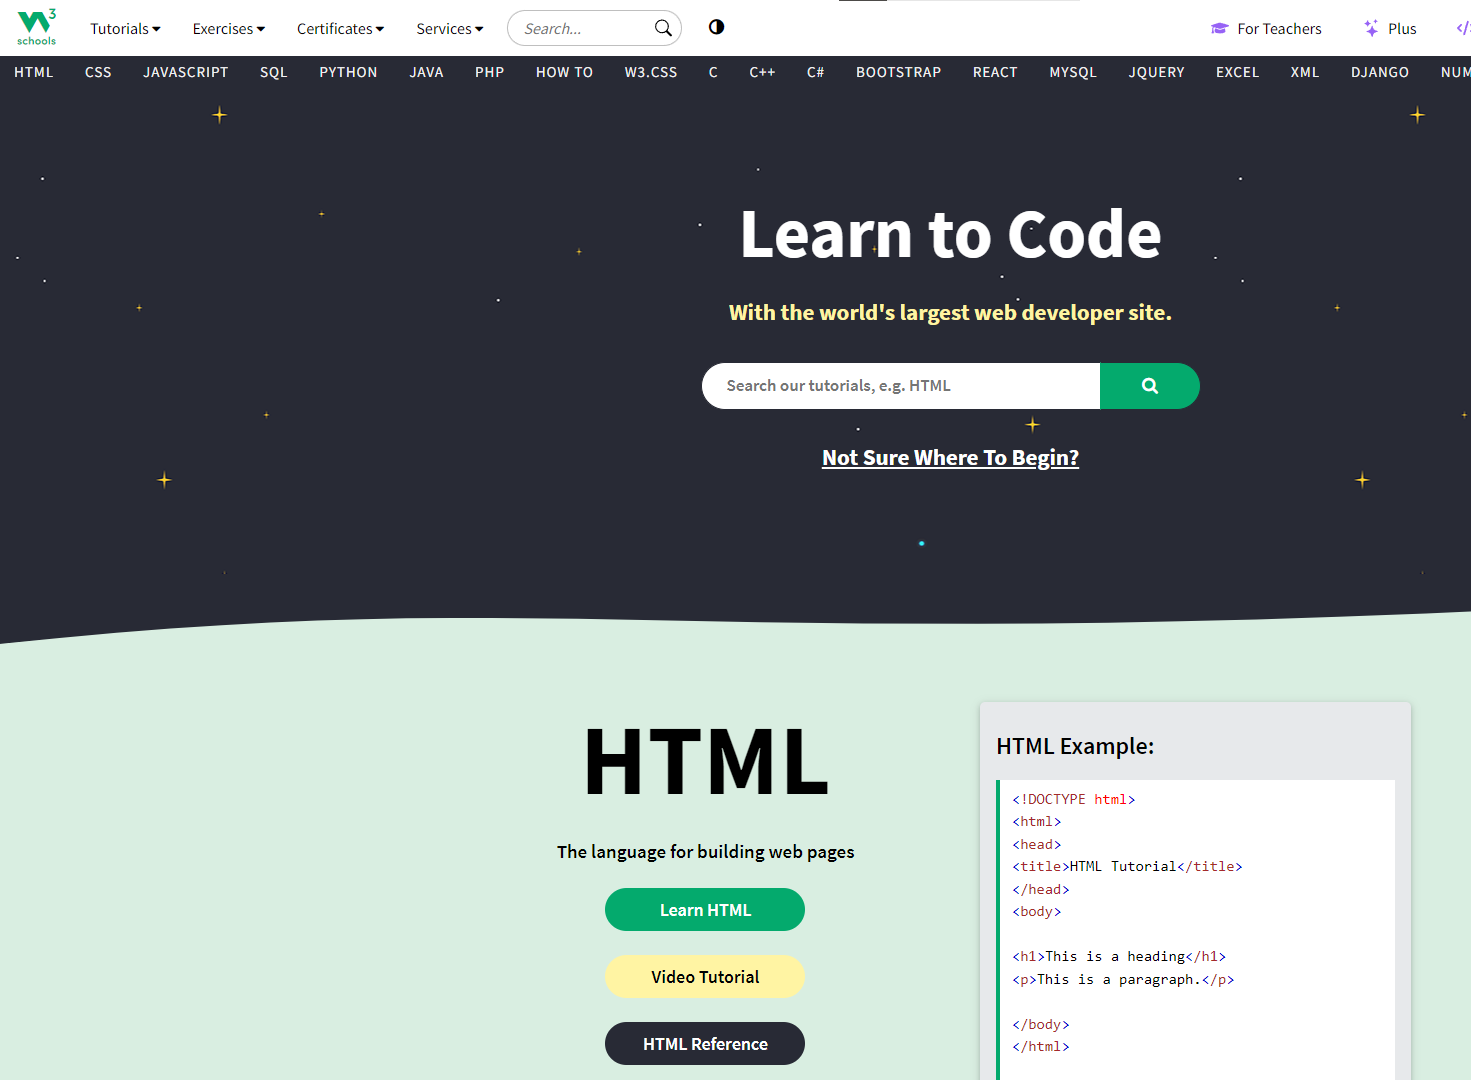 W3 schools
Tutorials Exercises Certificates Services Search... For Teachers Plus
HTML CSS JAVASCRIPT SQL PYTHON JAVA PHP HOW TO W3.CSS C C++ C# BOOTSTRAP REACT MYSQL JQUERY EXCEL XML DJANGO NUM
Learn to Code
With the world's largest web developer site.
Search our tutorials, e.g. HTML
Not Sure Where To Begin?
HTML
The language for building web pages
Learn HTML
Video Tutorial
HTML Reference
HTML Example:
<!DOCTYPE html>
<html>
<head>
<title>HTML Tutorial</title>
</head>
<body>
<h1>This is a heading</h1>
<p>This is a paragraph.</p>
</body>
</html>